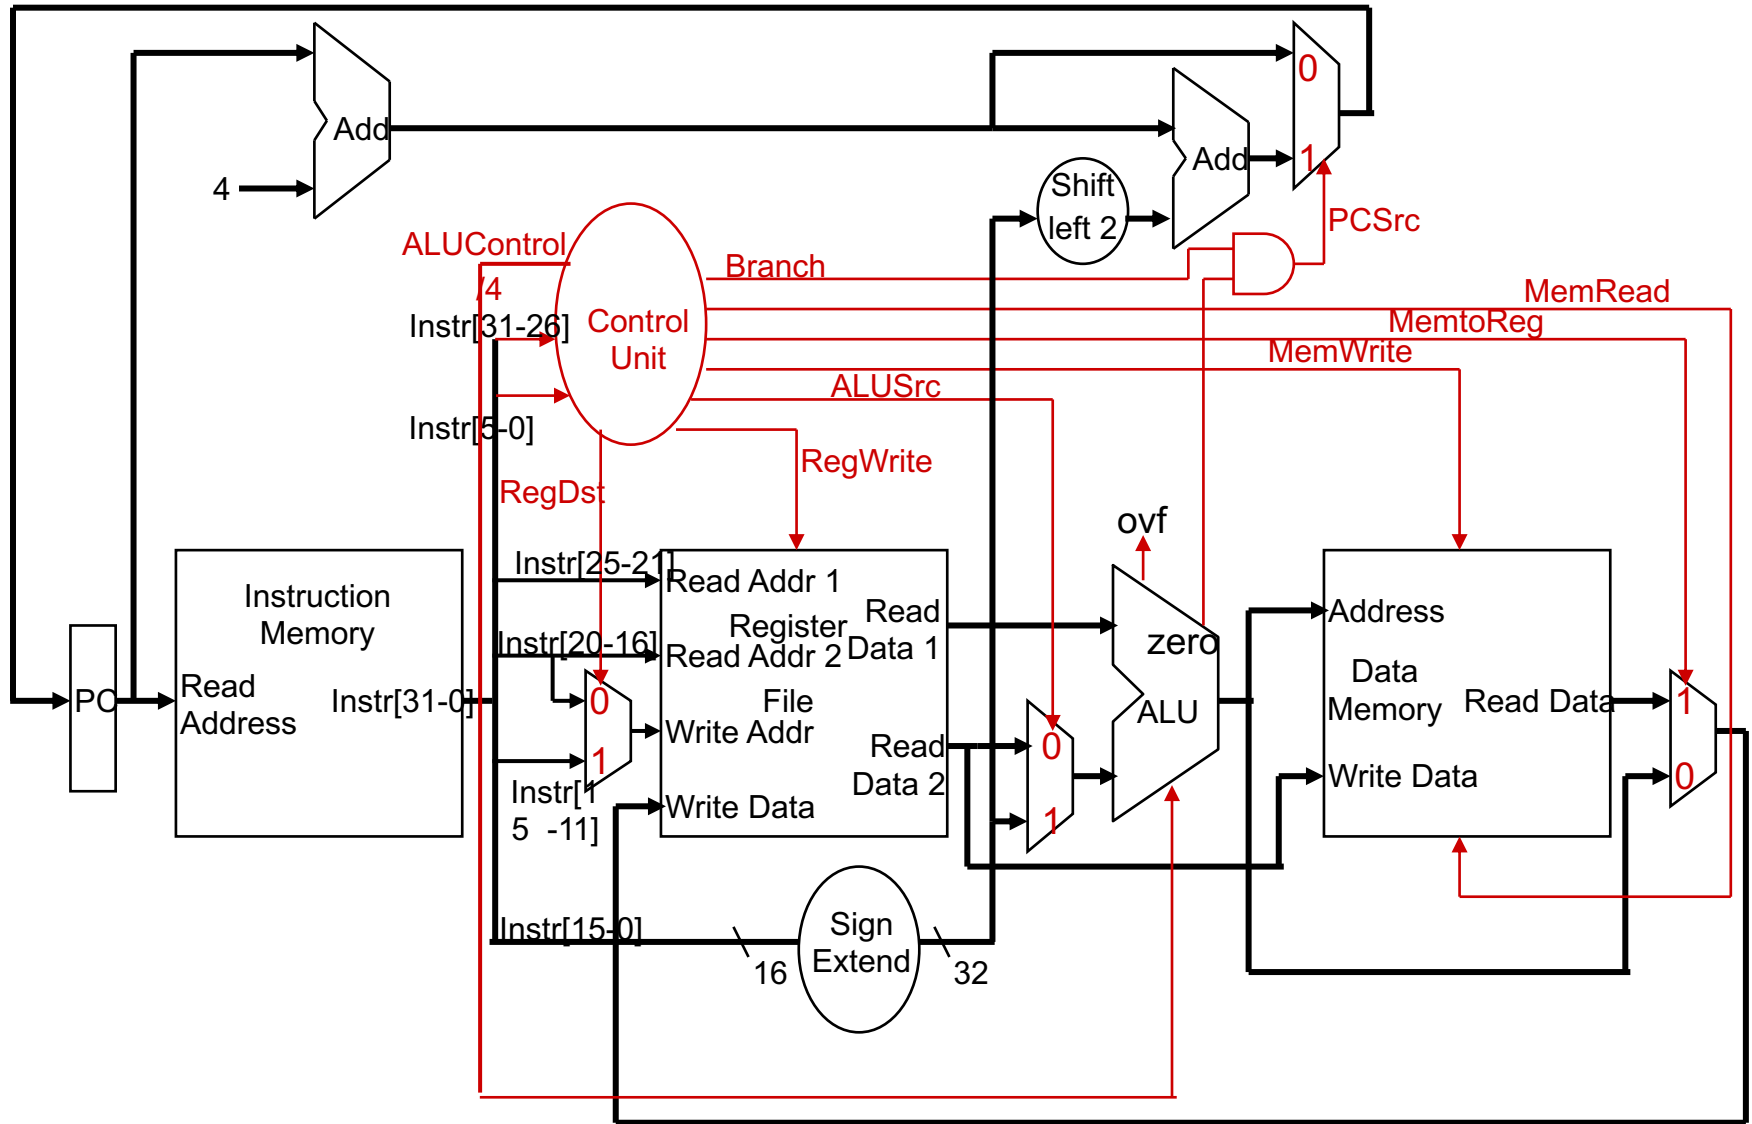 0
Add
Add
1
4
Shift
left 2
PCSrc
ALUControl
Branch
/4
MemRead
Instr[31-26]
Control
Unit
MemtoReg
MemWrite
ALUSrc
Instr[5-0]
RegWrite
RegDst
ovf
Instr[25-21]
Instruction
Memory
Read Addr 1
Register
Read
Data 1
Address
Instr[20-16]
Read Addr 2
zero
PC
Read
Address
Instr[31-0]
0
File
ALU
Data
Memory
Read Data
1
Write Addr
1
Read
Data 2
0
Write Data
0
Instr[1
5 -11]
Write Data
1
Instr[15-0]
Sign
Extend
16
32